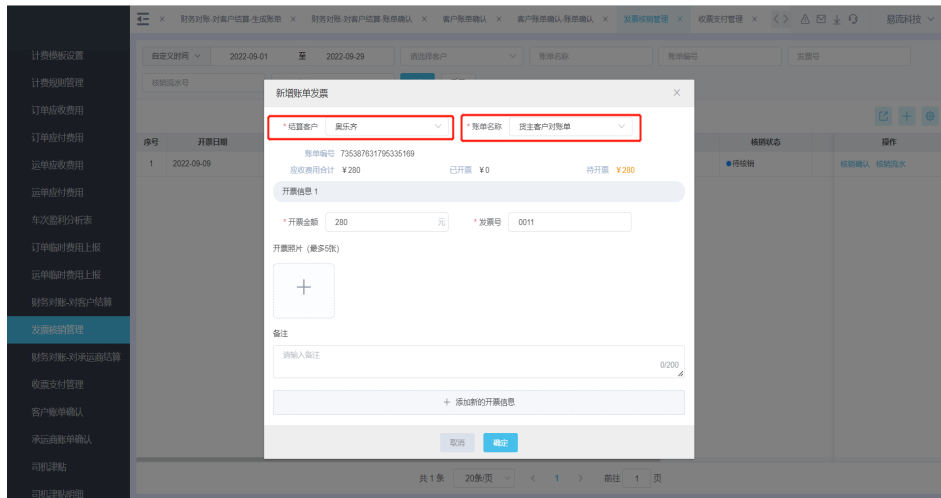 财务对账-对客户结算-生成账单 × 财务对账-对客户结算-账单确认 × 客户账单确认 × 客户账单确认-账单确认 × 发票核销管理 × 收票支付管理 × 易流科技
计费模板设置
计费规则管理
订单应收费用
订单应付费用
运单应收费用
运单应付费用
车次盈利分析表
订单临时费用上报
运单临时费用上报
财务对账-对客户结算
发票核销管理
财务对账-对承运商结算
收票支付管理
客户账单确认
承运商账单确认
司机津贴
司机津贴明细
自定义时间 2022-09-01 至 2022-09-29 请选择客户 账单名称 账单编号 发票号
核销流水号
序号 开票日期 核销状态 操作
1 2022-09-09 待核销 核销确认 核销流水
新增账单发票 ×
* 结算客户 奥乐齐 * 账单名称 货主客户对账单
账单编号 735387631795335169
应收费用合计 ¥280 已开票 ¥0 待开票 ¥280
开票信息 1
* 开票金额 280 元 * 发票号 0011
开票照片 (最多5张)
备注
请输入备注
0/200
+ 添加新的开票信息
取消 确定
共 1 条 20条/页 < 1 > 前往 1 页